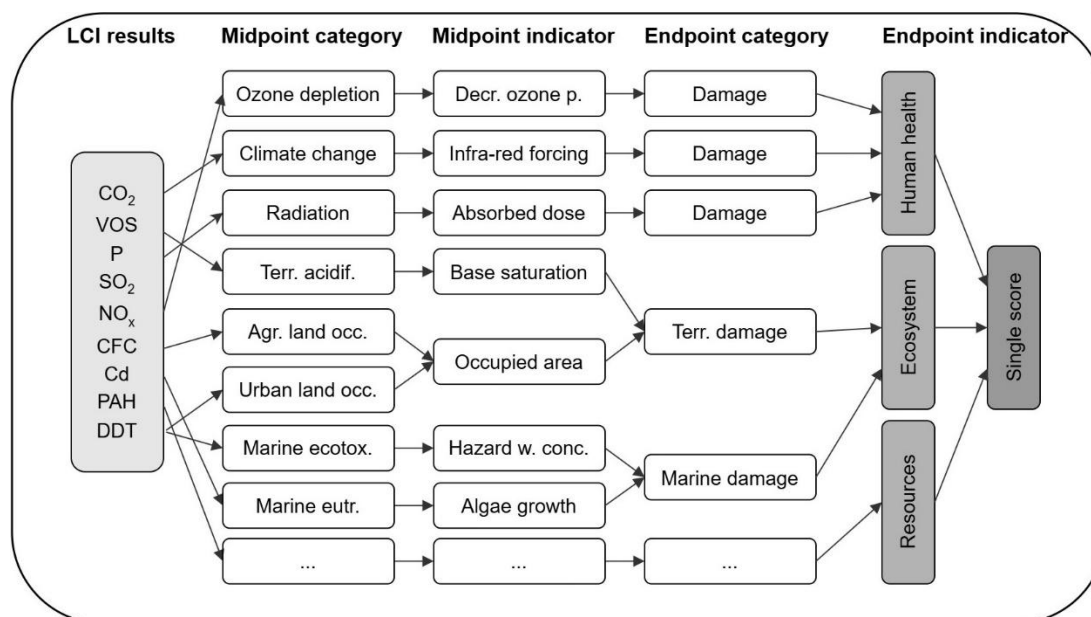 LCI results
Midpoint category
Midpoint indicator
Endpoint category
Endpoint indicator
CO₂
VOS
P
SO₂
NOₓ
CFC
Cd
PAH
DDT
Ozone depletion
Climate change
Radiation
Terr. acidif.
Agr. land occ.
Urban land occ.
Marine ecotox.
Marine eutr.
...
Decr. ozone p.
Infra-red forcing
Absorbed dose
Base saturation
Occupied area
Hazard w. conc.
Algae growth
...
Damage
Damage
Damage
Terr. damage
Marine damage
...
Human health
Ecosystem
Resources
Single score